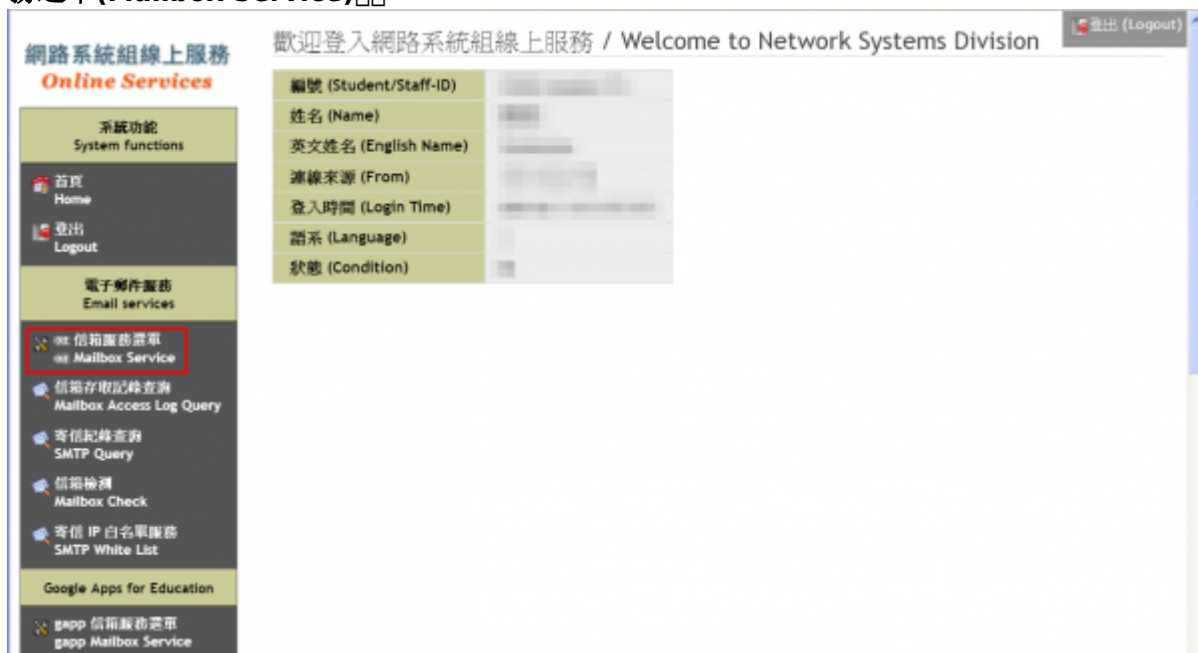 務選單(Mailbox Service)□□
登出 (Logout)
網路系統組線上服務
Online Services
歡迎登入網路系統組線上服務 / Welcome to Network Systems Division
編號 (Student/Staff-ID)
姓名 (Name)
英文姓名 (English Name)
連線來源 (From)
登入時間 (Login Time)
語系 (Language)
狀態 (Condition)
系統功能
System functions
首頁
Home
登出
Logout
電子郵件服務
Email services
信箱服務選單
Mailbox Service
信箱存取記錄查詢
Mailbox Access Log Query
寄信紀錄查詢
SMTP Query
信箱檢測
Mailbox Check
寄信 IP 白名單服務
SMTP White List
Google Apps for Education
gapp 信箱服務選單
gapp Mailbox Service